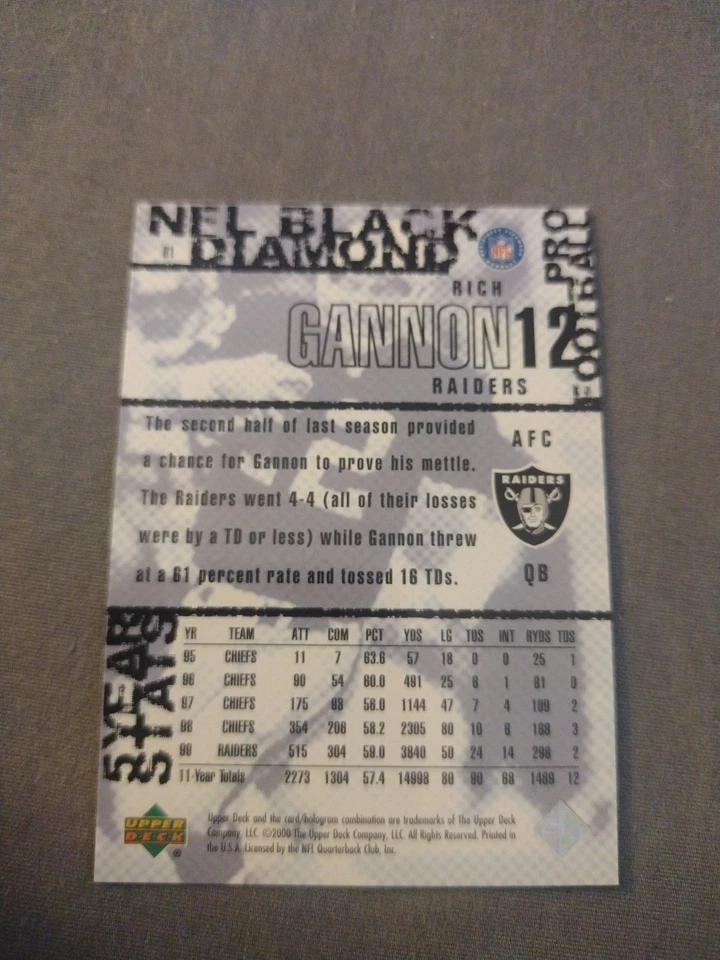 NFL BLACK
DIAMOND
81
PRO
FOOTBALL
NFL
RICH
GANNON 12
RAIDERS
The second half of last season provided
a chance for Gannon to prove his mettle.
The Raiders went 4-4 (all of their losses
were by a TD or less) while Gannon threw
at a 61 percent rate and tossed 16 TDs.
AFC
RAIDERS
QB
5 YEAR
STATS
YR TEAM ATT COM PCT YDS LG TDS INT RYDS TDS
95 CHIEFS 11 7 63.6 57 18 0 0 25 1
96 CHIEFS 90 54 60.0 491 25 6 1 81 0
97 CHIEFS 175 98 56.0 1144 47 7 4 109 2
98 CHIEFS 354 206 58.2 2305 80 10 6 168 3
99 RAIDERS 515 304 59.0 3840 50 24 14 298 2
11-Year Totals 2273 1304 57.4 14998 80 90 68 1489 12
UPPER
DECK
Upper Deck and the card/hologram combination are trademarks of The Upper Deck
Company, LLC. ©2000 The Upper Deck Company, LLC. All Rights Reserved. Printed in
the U.S.A. Licensed by the NFL Quarterback Club, Inc.